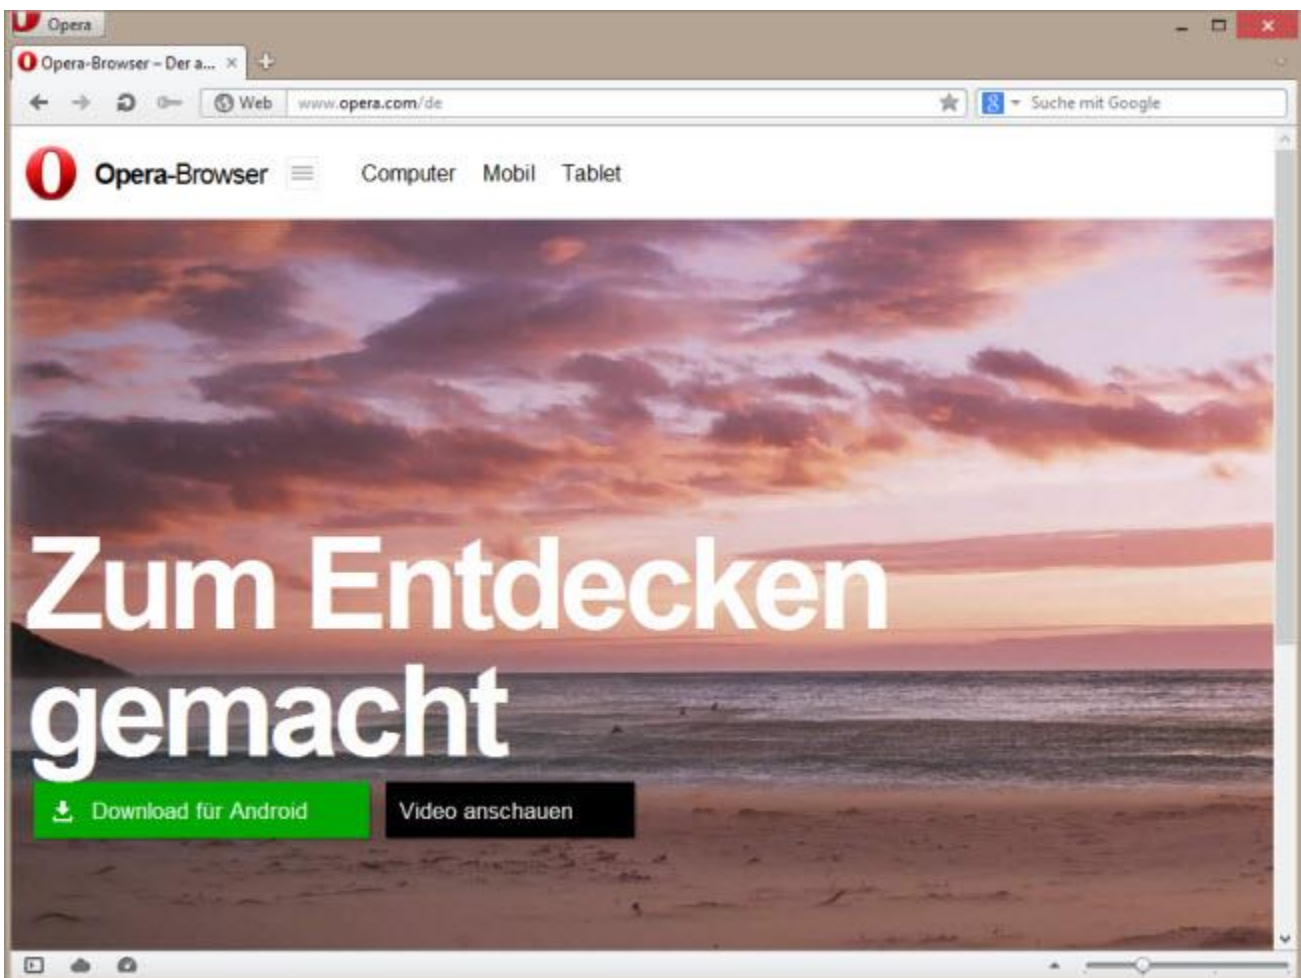 Opera
Opera-Browser – Der a...
Web www.opera.com/de
Suche mit Google
Opera-Browser
Computer Mobil Tablet
Zum Entdecken
gemacht
Download für Android
Video anschauen